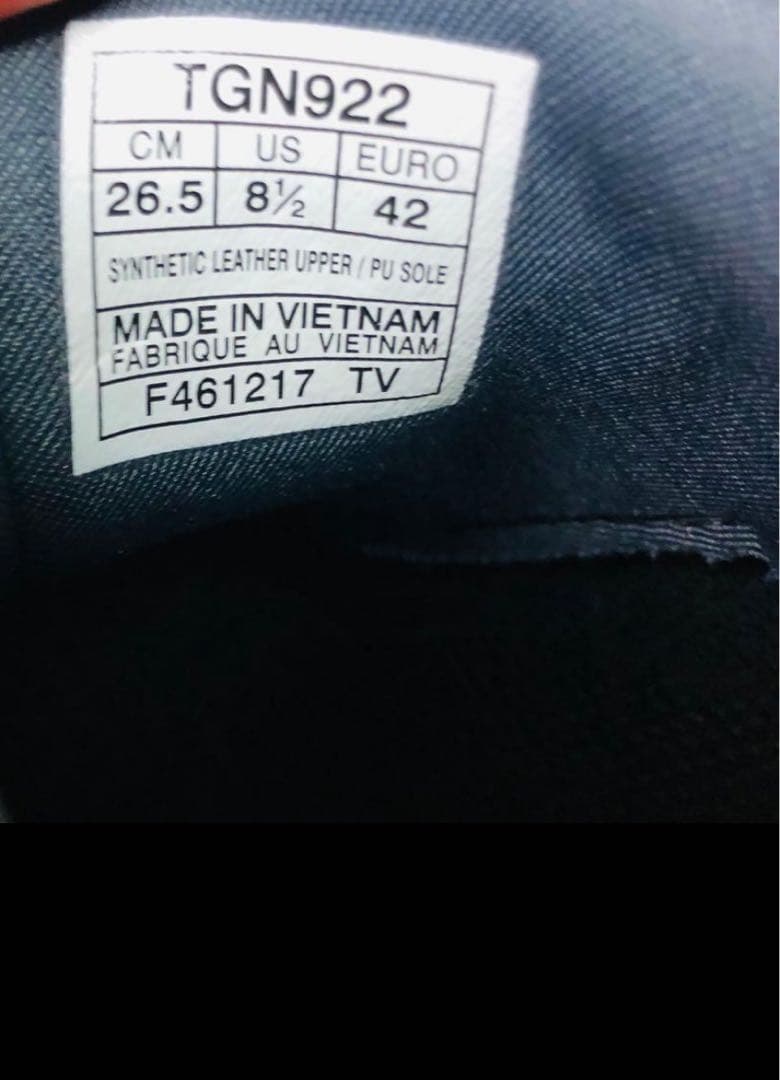 TGN922
CM US EURO
26.5 8½ 42
SYNTHETIC LEATHER UPPER / PU SOLE
MADE IN VIETNAM
FABRIQUE AU VIETNAM
F461217 TV